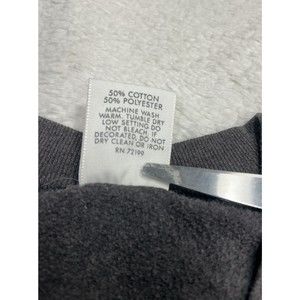 50% COTTON
50% POLYESTER
MACHINE WASH
WARM. TUMBLE DRY
LOW SETTING DO
NOT BLEACH. IF
DECORATED, DO NOT
DRY CLEAN OR IRON
RN 72199